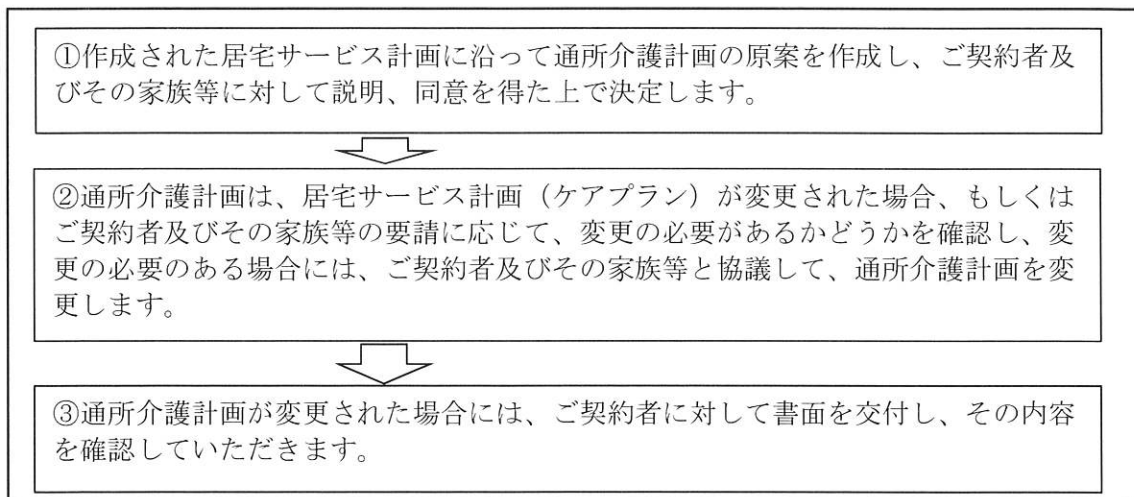 ①作成された居宅サービス計画に沿って通所介護計画の原案を作成し、ご契約者及
びその家族等に対して説明、同意を得た上で決定します。
②通所介護計画は、居宅サービス計画（ケアプラン）が変更された場合、もしくは
ご契約者及びその家族等の要請に応じて、変更の必要があるかどうかを確認し、変
更の必要のある場合には、ご契約者及びその家族等と協議して、通所介護計画を変
更します。
③通所介護計画が変更された場合には、ご契約者に対して書面を交付し、その内容
を確認していただきます。